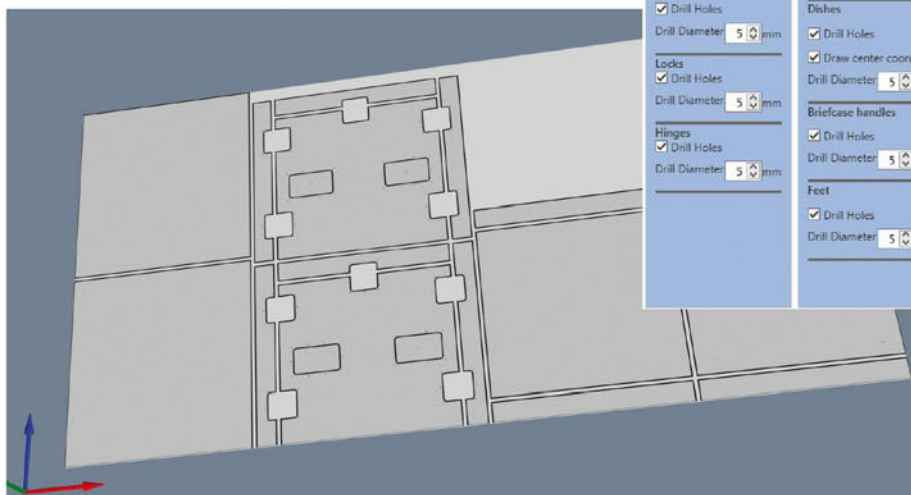 Drill Holes
Drill Diameter 5 mm
Locks
Drill Holes
Drill Diameter 5 mm
Hinges
Drill Holes
Drill Diameter 5 mm
Dishes
Drill Holes
Draw center coor
Drill Diameter 5
Briefcase handles
Drill Holes
Drill Diameter 5
Feet
Drill Holes
Drill Diameter 5